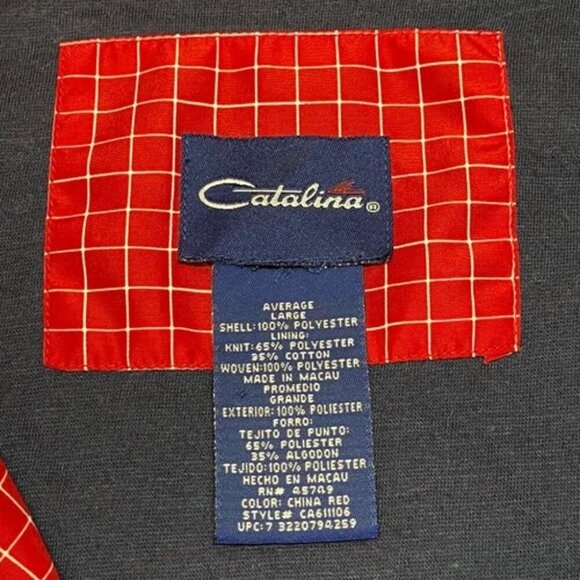 Catalina®
AVERAGE
LARGE
SHELL:100% POLYESTER
LINING:
KNIT:65% POLYESTER
35% COTTON
WOVEN:100% POLYESTER
MADE IN MACAU
PROMEDIO
GRANDE
EXTERIOR:100% POLIESTER
FORRO:
TEJITO DE PUNTO:
65% POLIESTER
35% ALGODON
TEJIDO:100% POLIESTER
HECHO EN MACAU
RN# 45749
COLOR: CHINA RED
STYLE# CA611106
UPC:7 3220794259